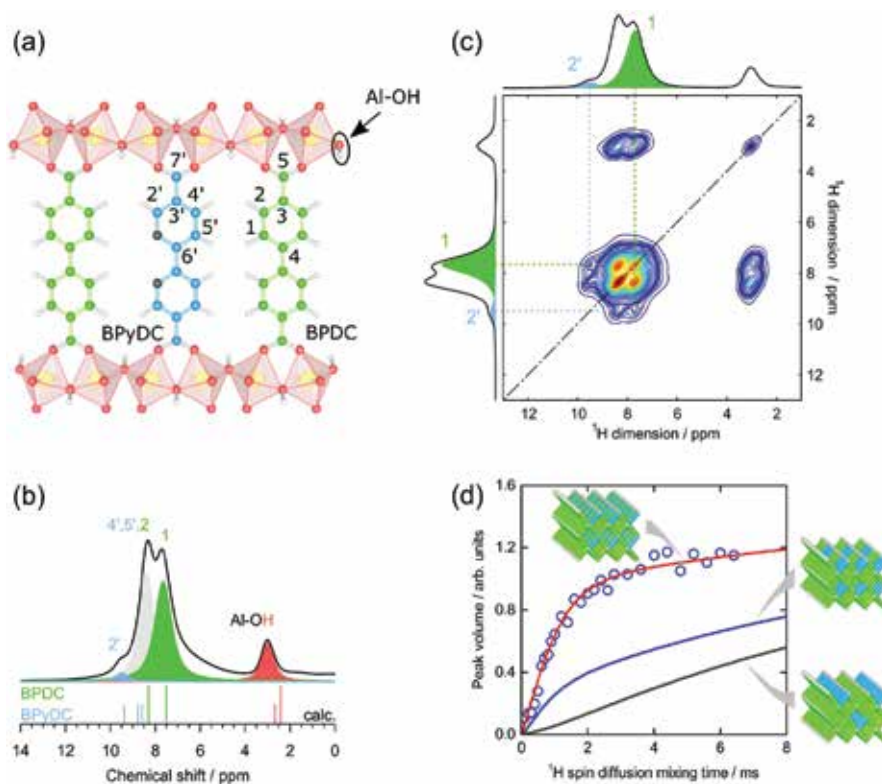 (a)
Al-OH
7'
5
2'
4'
2
3'
3
1
5'
6'
4
BPyDC
BPDC
(c)
1
2'
1
2'
2
4
6
8
10
12
¹H dimension / ppm
12 10 8 6 4 2
¹H dimension / ppm
(b)
4',5',2
1
2'
Al-OH
BPDC
BPyDC
calc.
14 12 10 8 6 4 2 0
Chemical shift / ppm
(d)
1.6
1.2
0.8
0.4
0.0
Peak volume / arb. units
0 2 4 6 8
¹H spin diffusion mixing time / ms